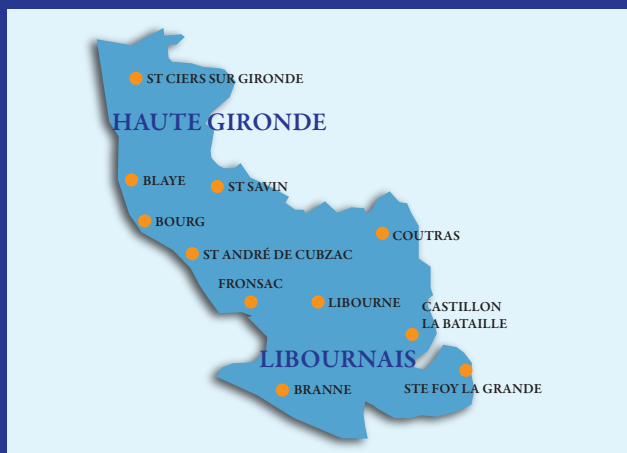 ST CIERS SUR GIRONDE
HAUTE GIRONDE
BLAYE
ST SAVIN
BOURG
COUTRAS
ST ANDRÉ DE CUBZAC
FRONSAC
LIBOURNE
CASTILLON
LA BATAILLE
LIBOURNAIS
STE FOY LA GRANDE
BRANNE